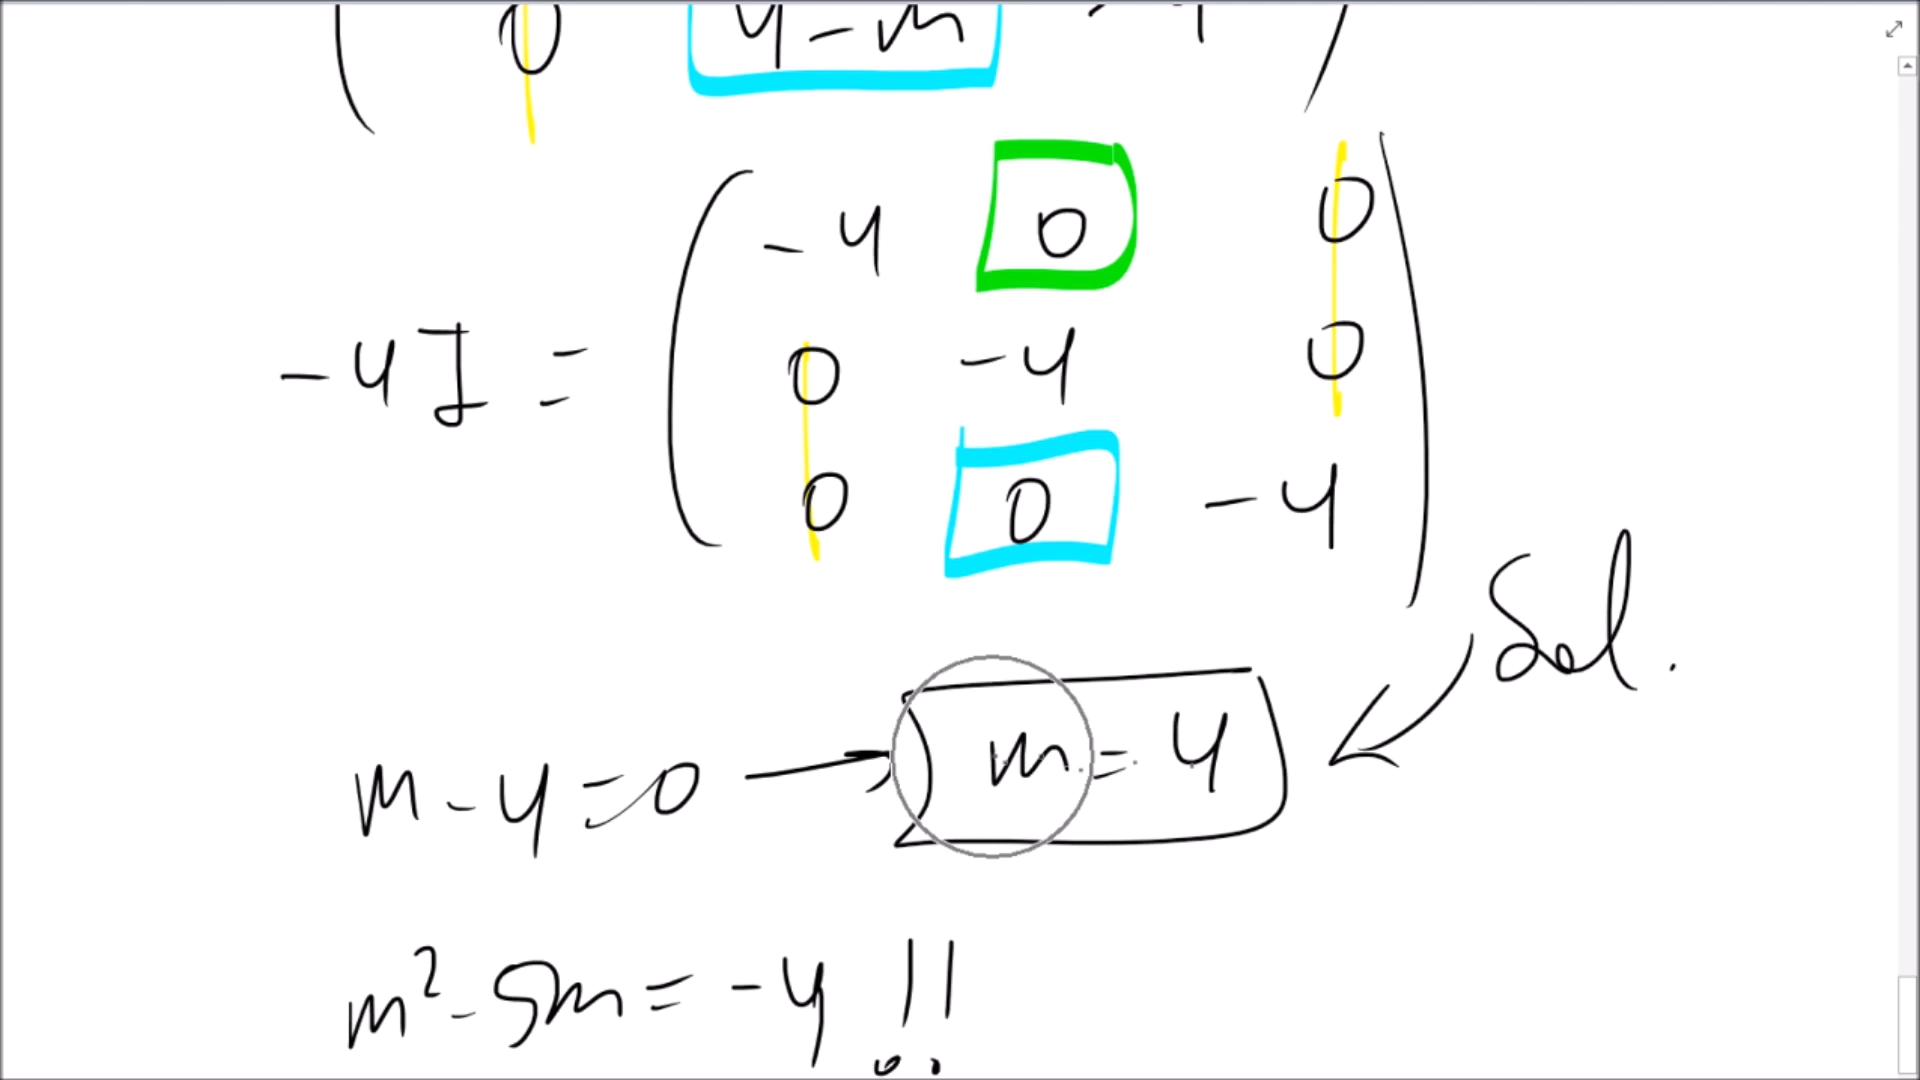 0 4-m -4
-4I = ( -4 0 0
0 -4 0
0 0 -4 )
Sol.
m-4=0 → m = 4
m²-5m = -4 !!